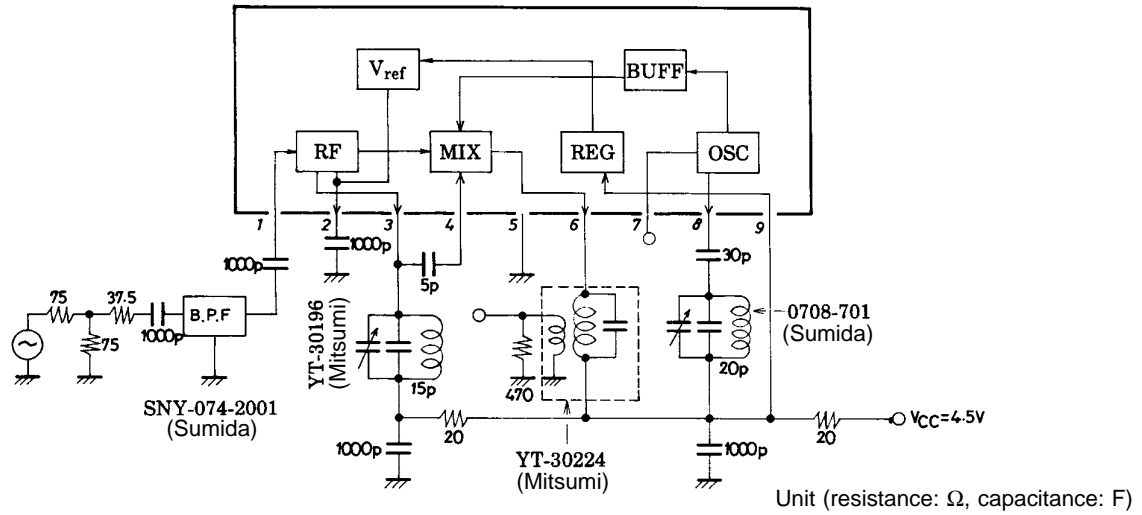 V_ref
BUFF
RF
MIX
REG
OSC
1
2
3
4
5
6
7
8
9
1000p
1000p
5p
30p
75
37.5
1000p
B.P.F
75
SNY-074-2001
(Sumida)
YT-30196
(Mitsumi)
15p
470
0708-701
(Sumida)
20p
20
20
VCC=4.5V
1000p
1000p
YT-30224
(Mitsumi)
Unit (resistance: Ω, capacitance: F)